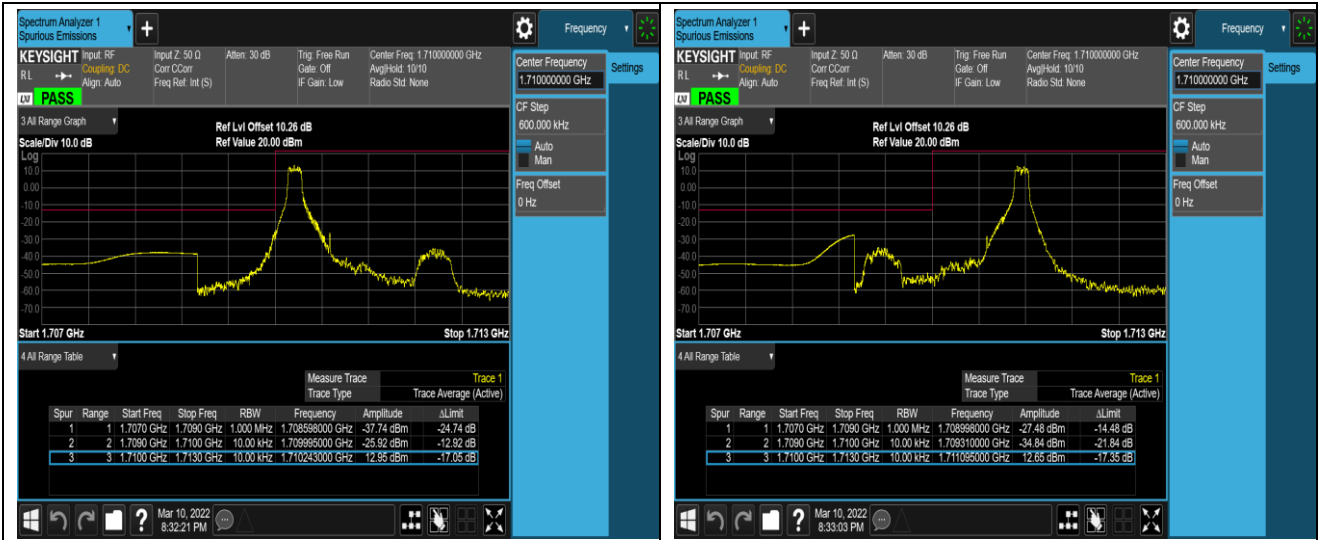 Spectrum Analyzer 1
Spurious Emissions
+
Frequency
KEYSIGHT Input: RF Input Z: 50 Ω Atten: 30 dB Trig: Free Run Center Freq: 1.710000000 GHz
RL Coupling: DC Corr CCorr Gate: Off Avg|Hold: 10/10
Align: Auto Freq Ref: Int (S) IF Gain: Low Radio Std: None
LXI PASS
Center Frequency
1.710000000 GHz
Settings
CF Step
600.000 kHz
Auto
Man
Freq Offset
0 Hz
3 All Range Graph
Ref Lvl Offset 10.26 dB
Scale/Div 10.0 dB Ref Value 20.00 dBm
Log
10.0
0.00
-10.0
-20.0
-30.0
-40.0
-50.0
-60.0
-70.0
Start 1.707 GHz Stop 1.713 GHz
4 All Range Table
Measure Trace Trace 1
Trace Type Trace Average (Active)
Spur Range Start Freq Stop Freq RBW Frequency Amplitude ΔLimit
1 1 1.7070 GHz 1.7090 GHz 1.000 MHz 1.708598000 GHz -37.74 dBm -24.74 dB
2 2 1.7090 GHz 1.7100 GHz 10.00 kHz 1.709995000 GHz -25.92 dBm -12.92 dB
3 3 1.7100 GHz 1.7130 GHz 10.00 kHz 1.710243000 GHz 12.95 dBm -17.05 dB
?
Mar 10, 2022
8:32:21 PM
Spectrum Analyzer 1
Spurious Emissions
+
Frequency
KEYSIGHT Input: RF Input Z: 50 Ω Atten: 30 dB Trig: Free Run Center Freq: 1.710000000 GHz
RL Coupling: DC Corr CCorr Gate: Off Avg|Hold: 10/10
Align: Auto Freq Ref: Int (S) IF Gain: Low Radio Std: None
LXI PASS
Center Frequency
1.710000000 GHz
Settings
CF Step
600.000 kHz
Auto
Man
Freq Offset
0 Hz
3 All Range Graph
Ref Lvl Offset 10.26 dB
Scale/Div 10.0 dB Ref Value 20.00 dBm
Log
10.0
0.00
-10.0
-20.0
-30.0
-40.0
-50.0
-60.0
-70.0
Start 1.707 GHz Stop 1.713 GHz
4 All Range Table
Measure Trace Trace 1
Trace Type Trace Average (Active)
Spur Range Start Freq Stop Freq RBW Frequency Amplitude ΔLimit
1 1 1.7070 GHz 1.7090 GHz 1.000 MHz 1.708998000 GHz -27.48 dBm -14.48 dB
2 2 1.7090 GHz 1.7100 GHz 10.00 kHz 1.709310000 GHz -34.84 dBm -21.84 dB
3 3 1.7100 GHz 1.7130 GHz 10.00 kHz 1.711095000 GHz 12.65 dBm -17.35 dB
?
Mar 10, 2022
8:33:03 PM